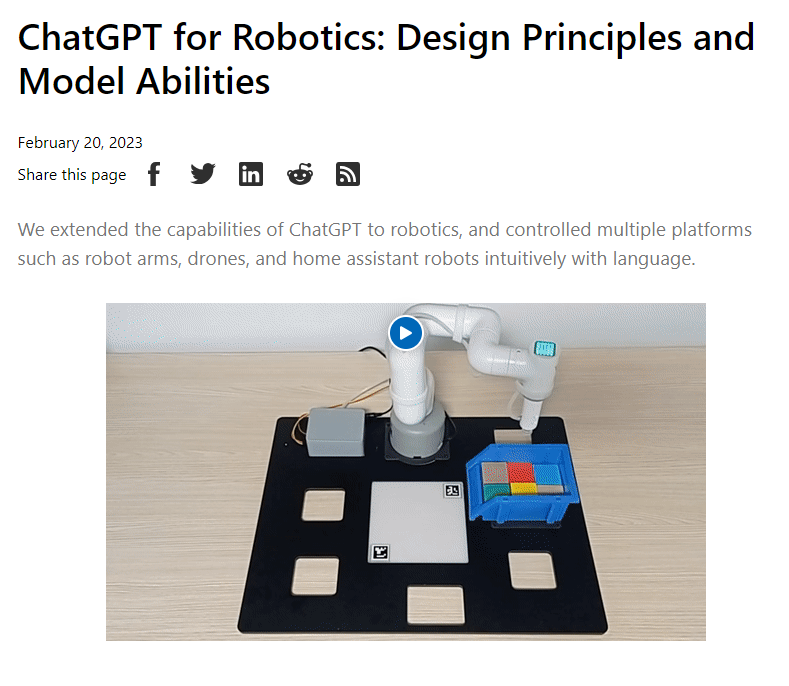 ChatGPT for Robotics: Design Principles and
Model Abilities
February 20, 2023
Share this page
We extended the capabilities of ChatGPT to robotics, and controlled multiple platforms
such as robot arms, drones, and home assistant robots intuitively with language.